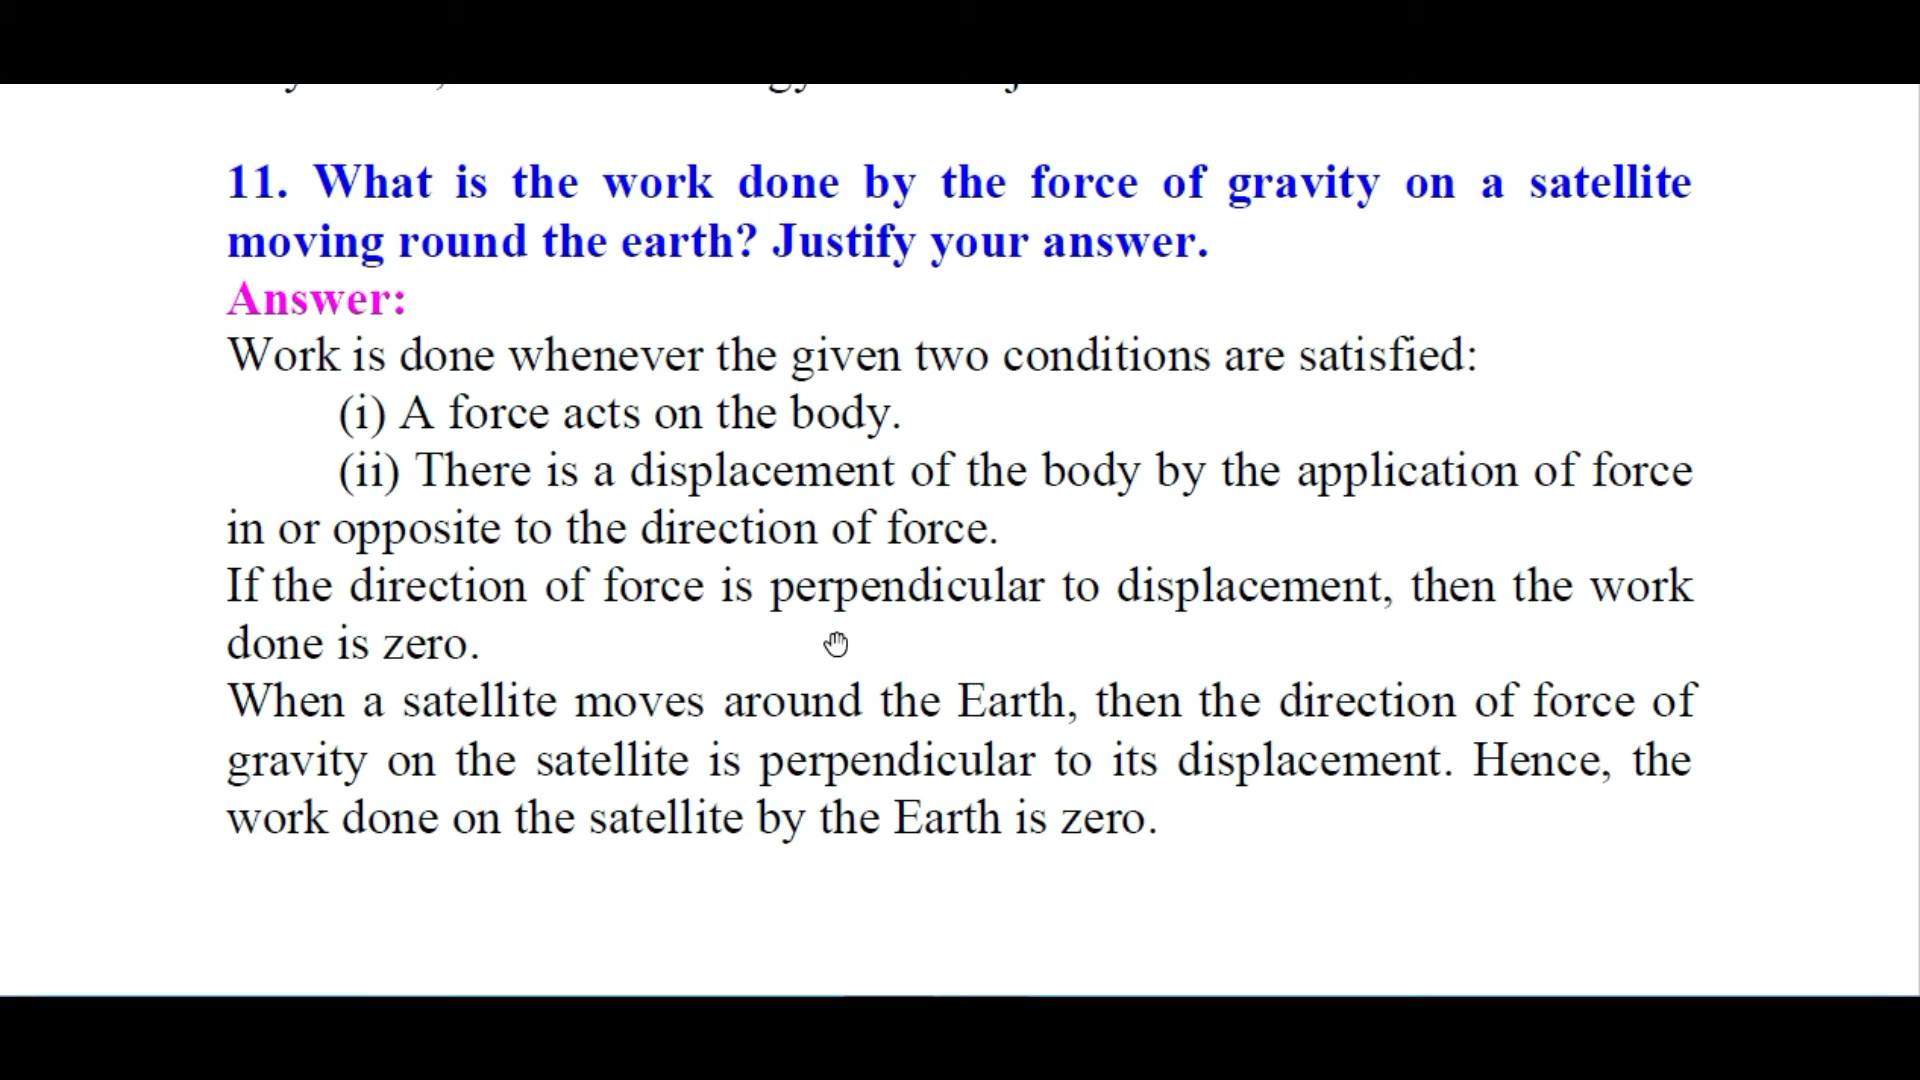 11. What is the work done by the force of gravity on a satellite
moving round the earth? Justify your answer.
Answer:
Work is done whenever the given two conditions are satisfied:
(i) A force acts on the body.
(ii) There is a displacement of the body by the application of force
in or opposite to the direction of force.
If the direction of force is perpendicular to displacement, then the work
done is zero.
When a satellite moves around the Earth, then the direction of force of
gravity on the satellite is perpendicular to its displacement. Hence, the
work done on the satellite by the Earth is zero.